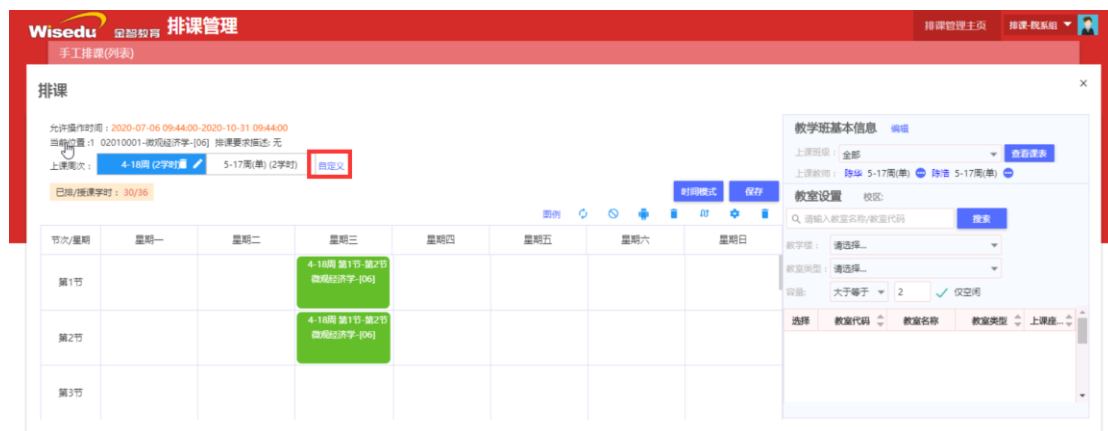 Wisedu 金智教育 排课管理 排课管理主页 排课-院系组
手工排课(列表)
排课 ×
允许操作时间：2020-07-06 09:44:00-2020-10-31 09:44:00
当前位置:1 02010001-微观经济学-[06] 排课要求描述: 无
上课周次： 4-18周 (2学时) 5-17周(单) (2学时) 自定义
已排/授课学时： 30/36
时间模式 保存
图例
节次/星期 星期一 星期二 星期三 星期四 星期五 星期六 星期日
第1节 4-18周 第1节-第2节
微观经济学-[06]
第2节 4-18周 第1节-第2节
微观经济学-[06]
第3节
教学班基本信息 编辑
上课班级： 全部 查看课表
上课教师： 陈华 5-17周(单) 陈浩 5-17周(单)
教室设置 校区:
请输入教室名称/教室代码 搜索
教学楼： 请选择...
教室类型： 请选择...
容量: 大于等于 2 仅空闲
选择 教室代码 教室名称 教室类型 上课座...